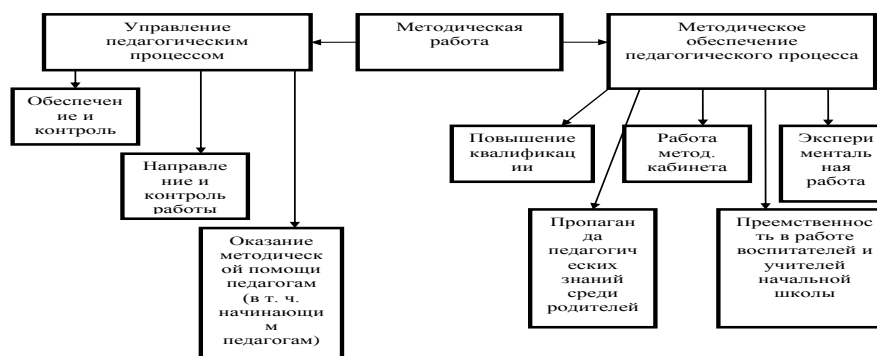 Управление
педагогическим
процессом
Методическая
работа
Методическое
обеспечение
педагогического процесса
Обеспечен
ие и
контроль
Направле
ние и
контроль
работы
Оказание
методическ
ой помощи
педагогам
(в т. ч.
начинающи
м
педагогам)
Повышение
квалификац
ии
Работа
метод.
кабинета
Экспери
менталь
ная
работа
Пропаган
да
педагогич
еских
знаний
среди
родителей
Преемственнос
ть в работе
воспитателей и
учителей
начальной
школы